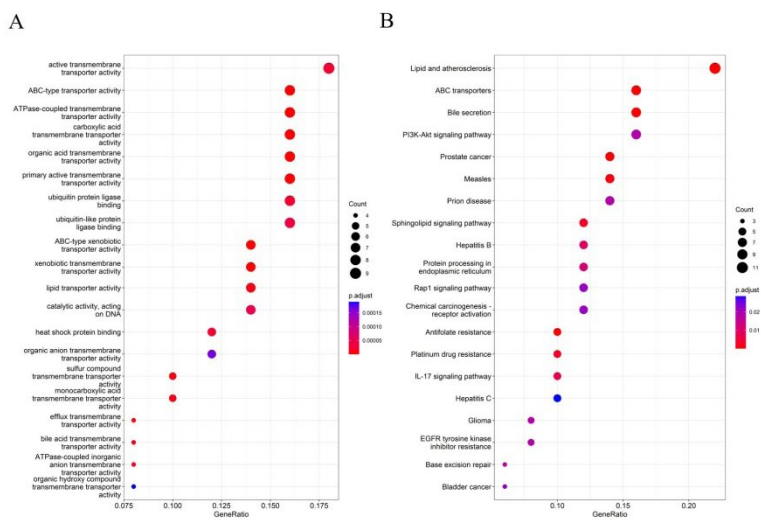 A
active transmembrane
transporter activity
ABC-type transporter activity
ATPase-coupled transmembrane
transporter activity
carboxylic acid
transmembrane transporter
activity
organic acid transmembrane
transporter activity
primary active transmembrane
transporter activity
ubiquitin protein ligase
binding
ubiquitin-like protein
ligase binding
ABC-type xenobiotic
transporter activity
xenobiotic transmembrane
transporter activity
lipid transporter activity
catalytic activity, acting
on DNA
heat shock protein binding
organic anion transmembrane
transporter activity
sulfur compound
transmembrane transporter
activity
monocarboxylic acid
transmembrane transporter
activity
efflux transmembrane
transporter activity
bile acid transmembrane
transporter activity
ATPase-coupled inorganic
anion transmembrane
transporter activity
organic hydroxy compound
transmembrane transporter
activity
0.075 0.100 0.125 0.150 0.175
GeneRatio
Count
4
5
6
7
8
9
p.adjust
0.00015
0.00010
0.00005
B
Lipid and atherosclerosis
ABC transporters
Bile secretion
PI3K-Akt signaling pathway
Prostate cancer
Measles
Prion disease
Sphingolipid signaling pathway
Hepatitis B
Protein processing in
endoplasmic reticulum
Rap1 signaling pathway
Chemical carcinogenesis -
receptor activation
Antifolate resistance
Platinum drug resistance
IL-17 signaling pathway
Hepatitis C
Glioma
EGFR tyrosine kinase
inhibitor resistance
Base excision repair
Bladder cancer
0.10 0.15 0.20
GeneRatio
Count
3
5
7
9
11
p.adjust
0.02
0.01